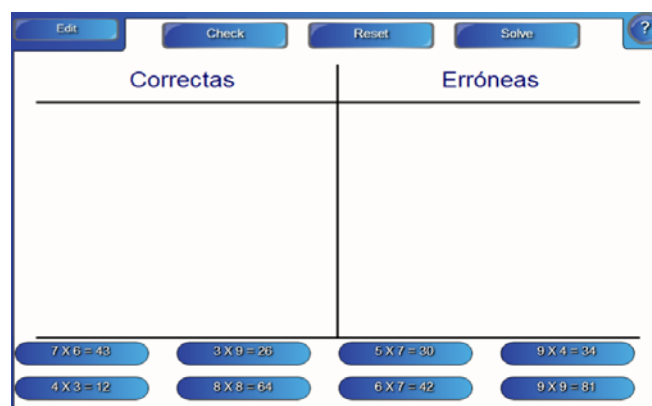 Edit Check Reset Solve ?
Correctas Erróneas
7 X 6 = 43 3 X 9 = 26 5 X 7 = 30 9 X 4 = 34
4 X 3 = 12 8 X 8 = 64 6 X 7 = 42 9 X 9 = 81